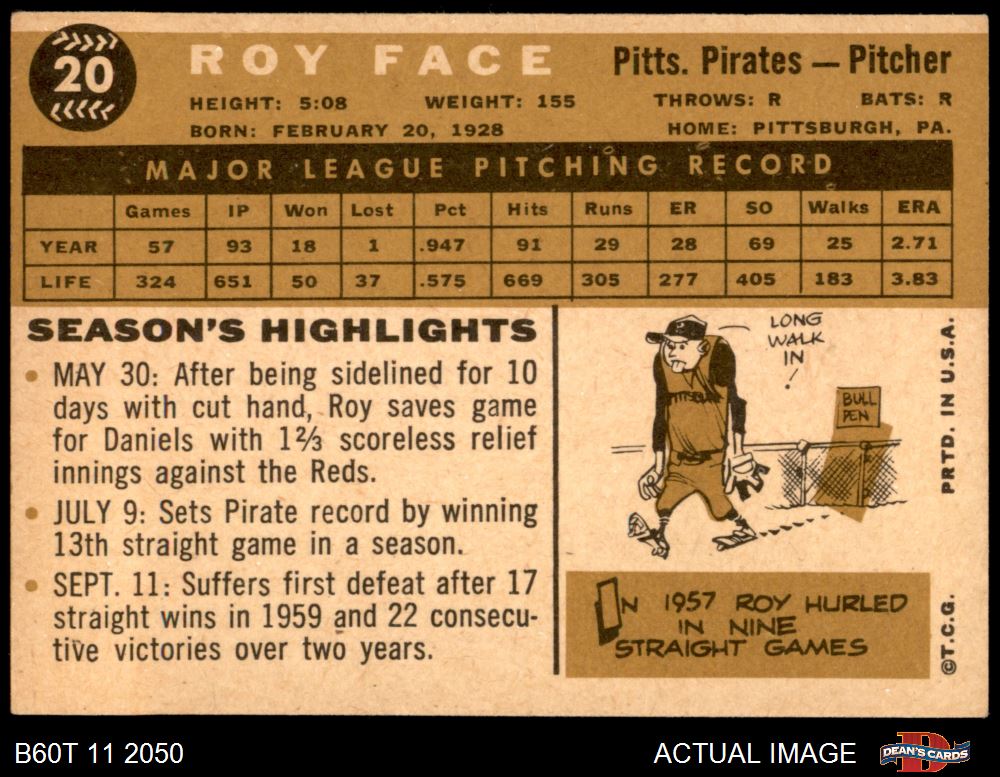 20
ROY FACE
Pitts. Pirates — Pitcher
HEIGHT: 5:08 WEIGHT: 155 THROWS: R BATS: R
BORN: FEBRUARY 20, 1928 HOME: PITTSBURGH, PA.
MAJOR LEAGUE PITCHING RECORD
Games IP Won Lost Pct Hits Runs ER SO Walks ERA
YEAR 57 93 18 1 .947 91 29 28 69 25 2.71
LIFE 324 651 50 37 .575 669 305 277 405 183 3.83
SEASON'S HIGHLIGHTS
• MAY 30: After being sidelined for 10
days with cut hand, Roy saves game
for Daniels with 1⅔ scoreless relief
innings against the Reds.
• JULY 9: Sets Pirate record by winning
13th straight game in a season.
• SEPT. 11: Suffers first defeat after 17
straight wins in 1959 and 22 consecu-
tive victories over two years.
LONG
WALK
IN
!
BULL
PEN
PITTSBURGH
IN 1957 ROY HURLED
IN NINE
STRAIGHT GAMES
PRTD. IN U.S.A.
©T.C.G.
B60T 11 2050
ACTUAL IMAGE
DEAN'S CARDS